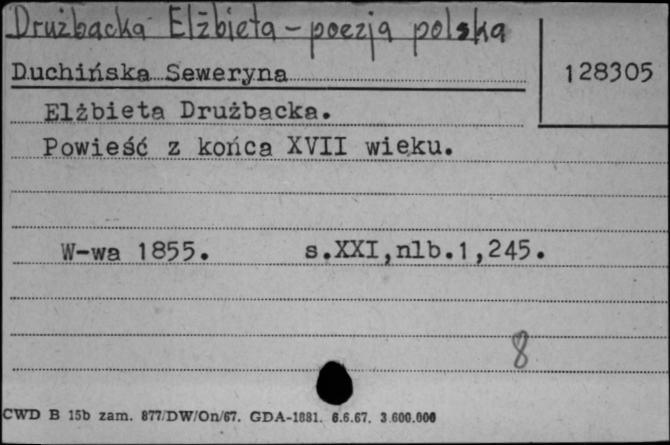 Drużbacka Elżbieta - poezja polska
Duchińska Seweryna
128305
Elżbieta Drużbacka.
Powieść z końca XVII wieku.
W-wa 1855. s.XXI,nlb.1,245.
8
CWD B 15b zam. 877/DW/On/67. GDA-1881. 6.6.67. 3.600.000